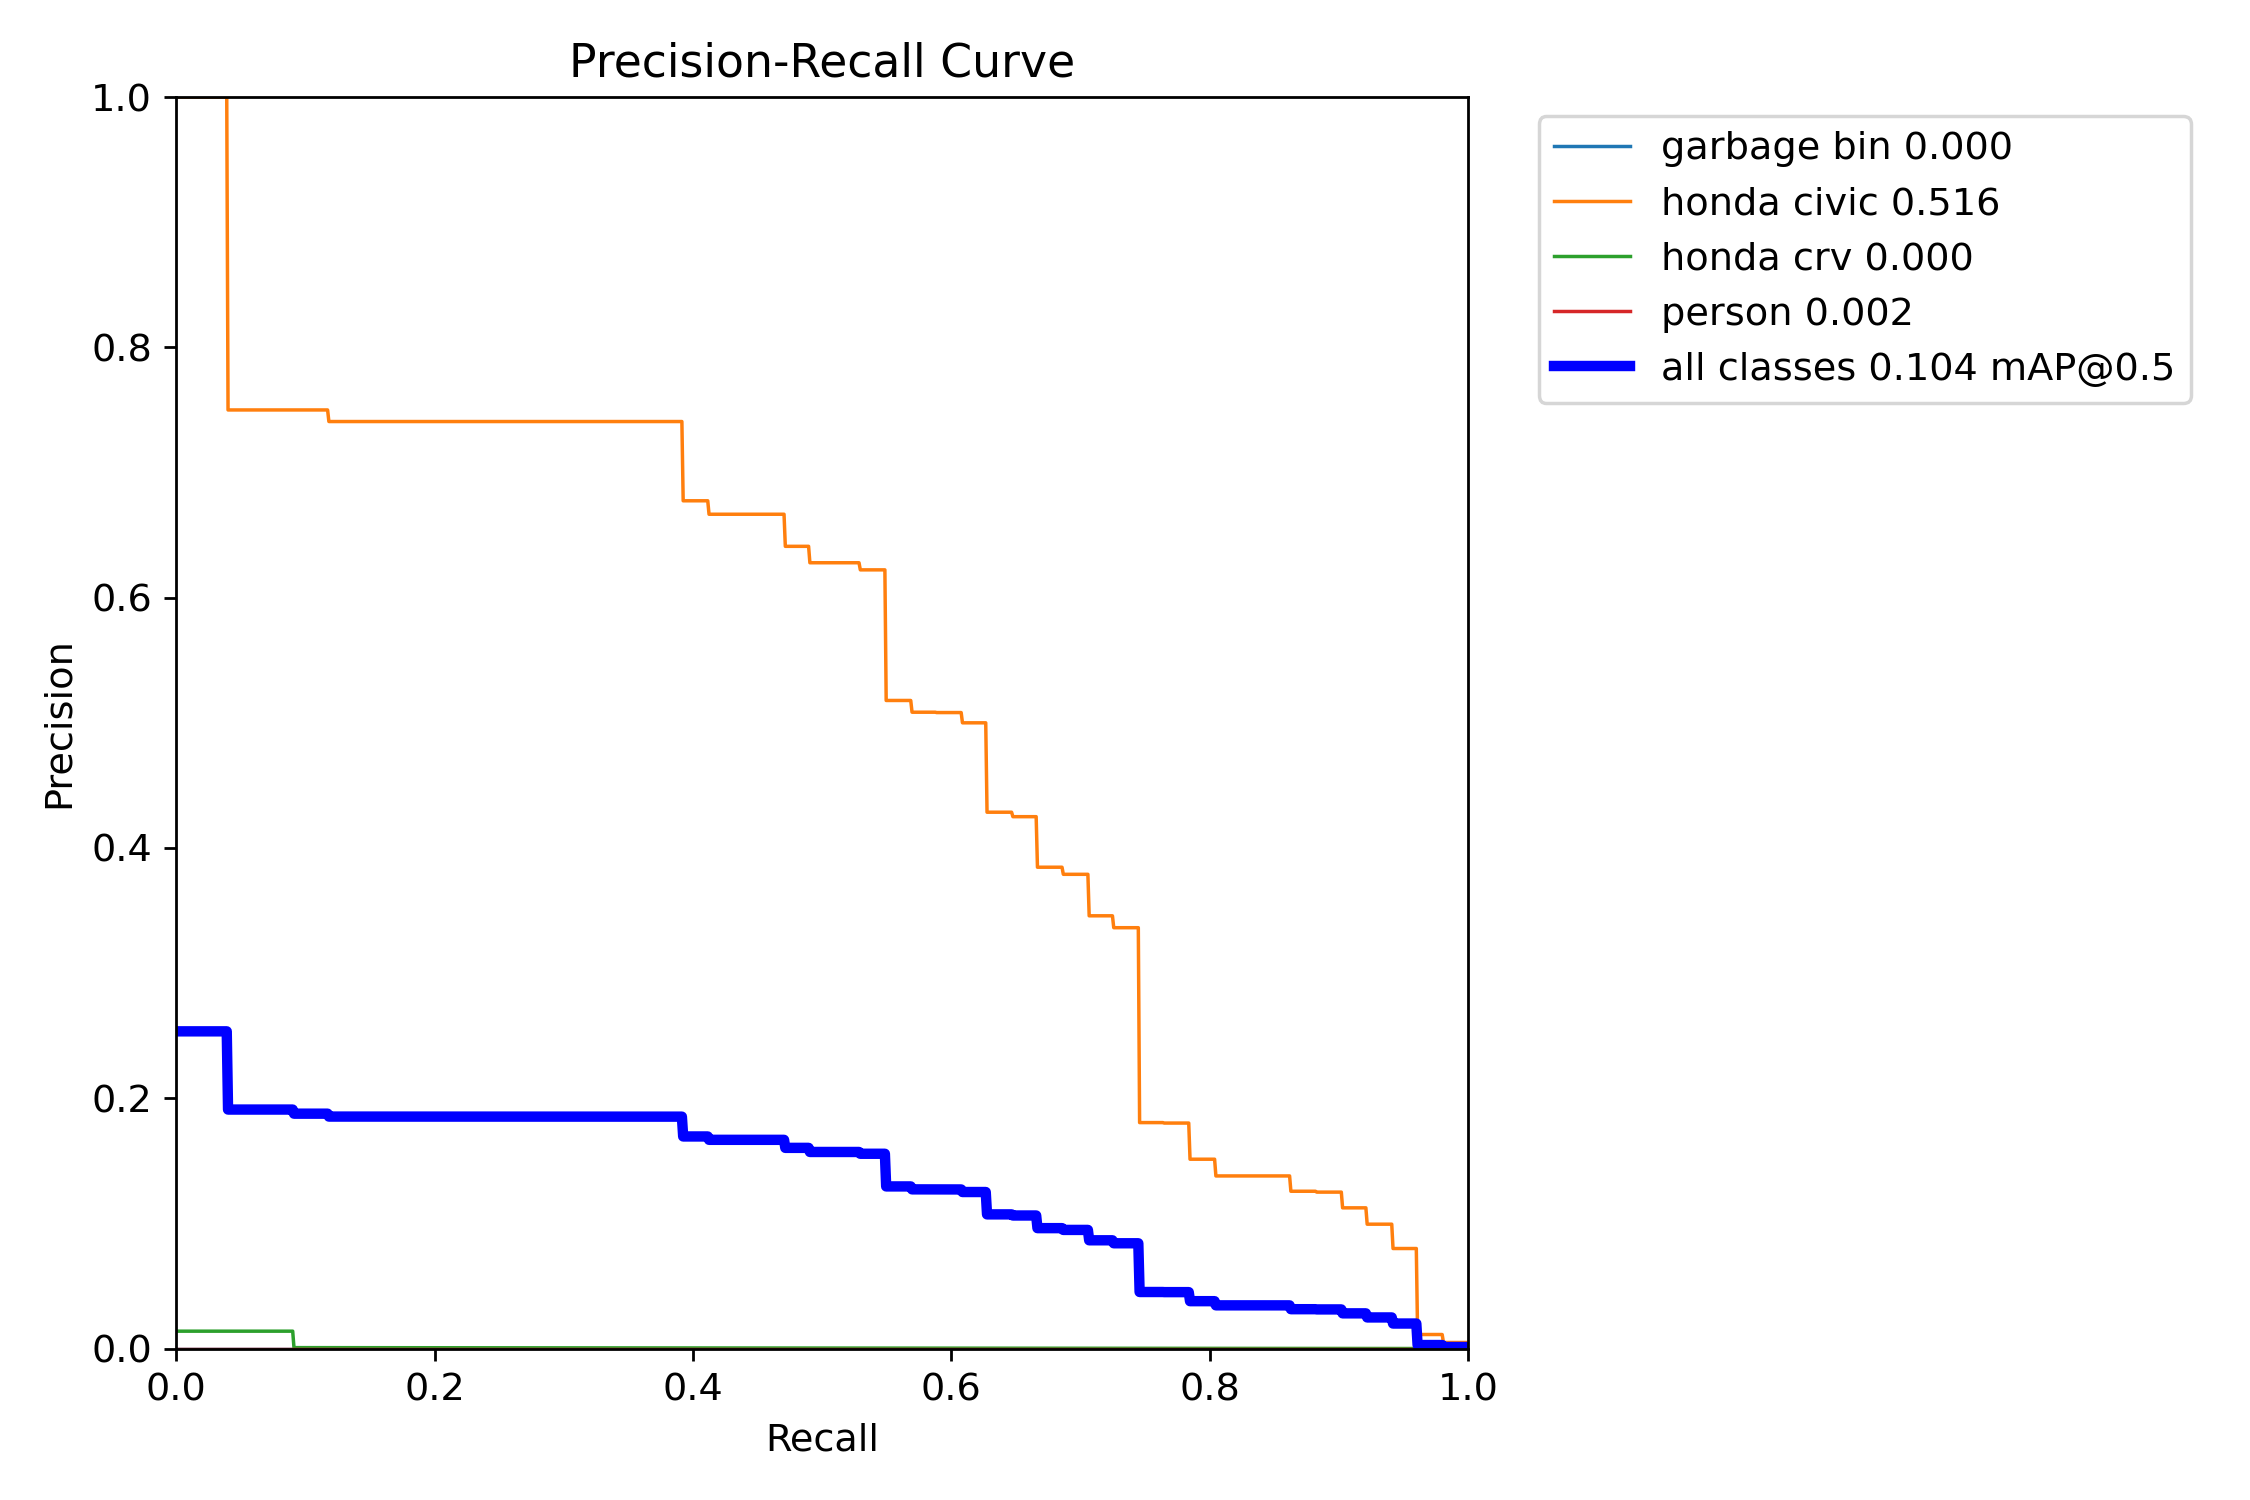 Precision-Recall Curve
1.0
0.8
0.6
0.4
0.2
0.0
Precision
0.0 0.2 0.4 0.6 0.8 1.0
Recall
garbage bin 0.000
honda civic 0.516
honda crv 0.000
person 0.002
all classes 0.104 mAP@0.5